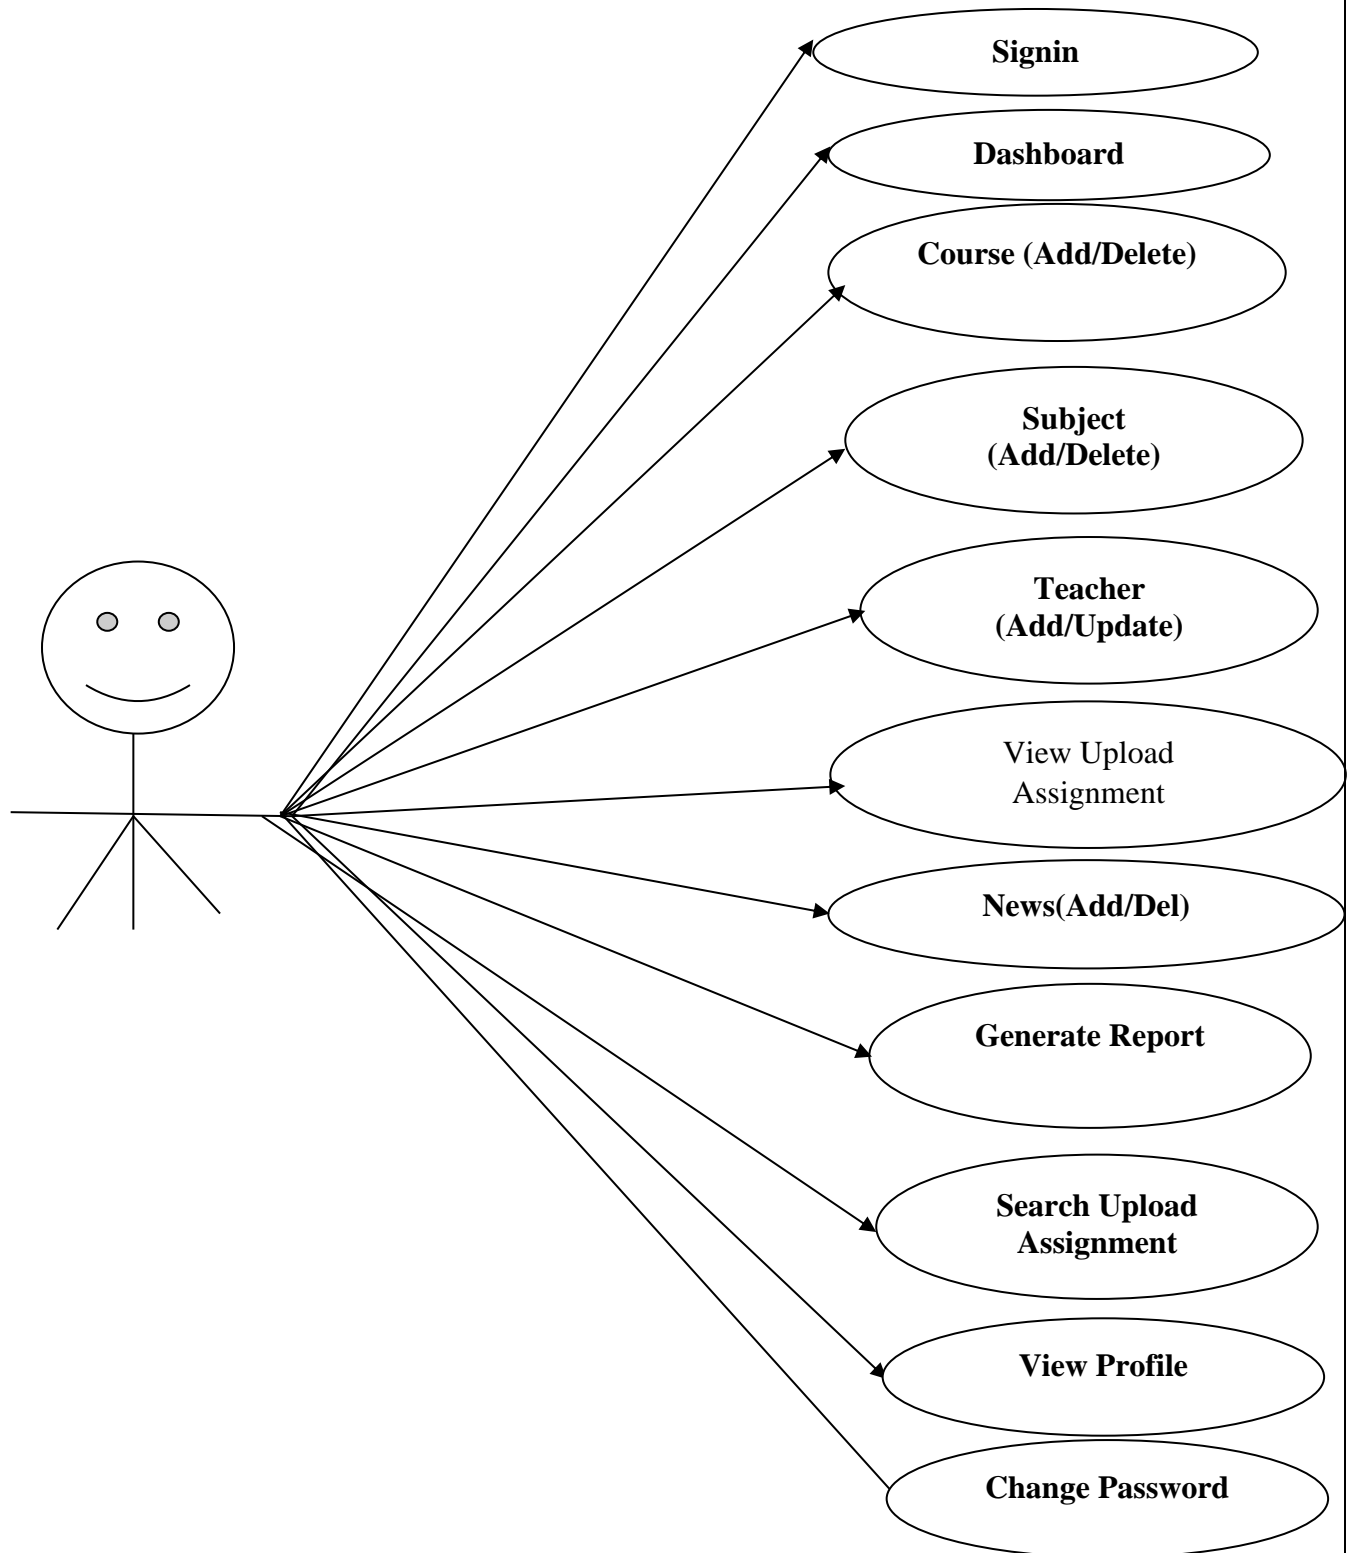 Signin
Dashboard
Course (Add/Delete)
Subject
(Add/Delete)
Teacher
(Add/Update)
View Upload
Assignment
News(Add/Del)
Generate Report
Search Upload
Assignment
View Profile
Change Password